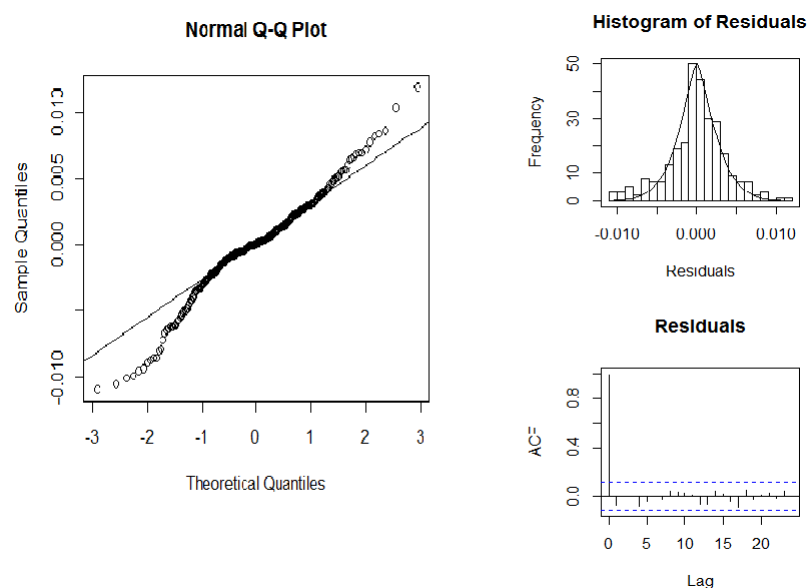 Normal Q-Q Plot
Sample Quantiles
0.010
0.005
0.000
-0.010
-3 -2 -1 0 1 2 3
Theoretical Quantiles
Histogram of Residuals
Frequency
50
30
10
0
-0.010 0.000 0.010
Residuals
Residuals
ACF
0.8
0.4
0.0
0 5 10 15 20
Lag